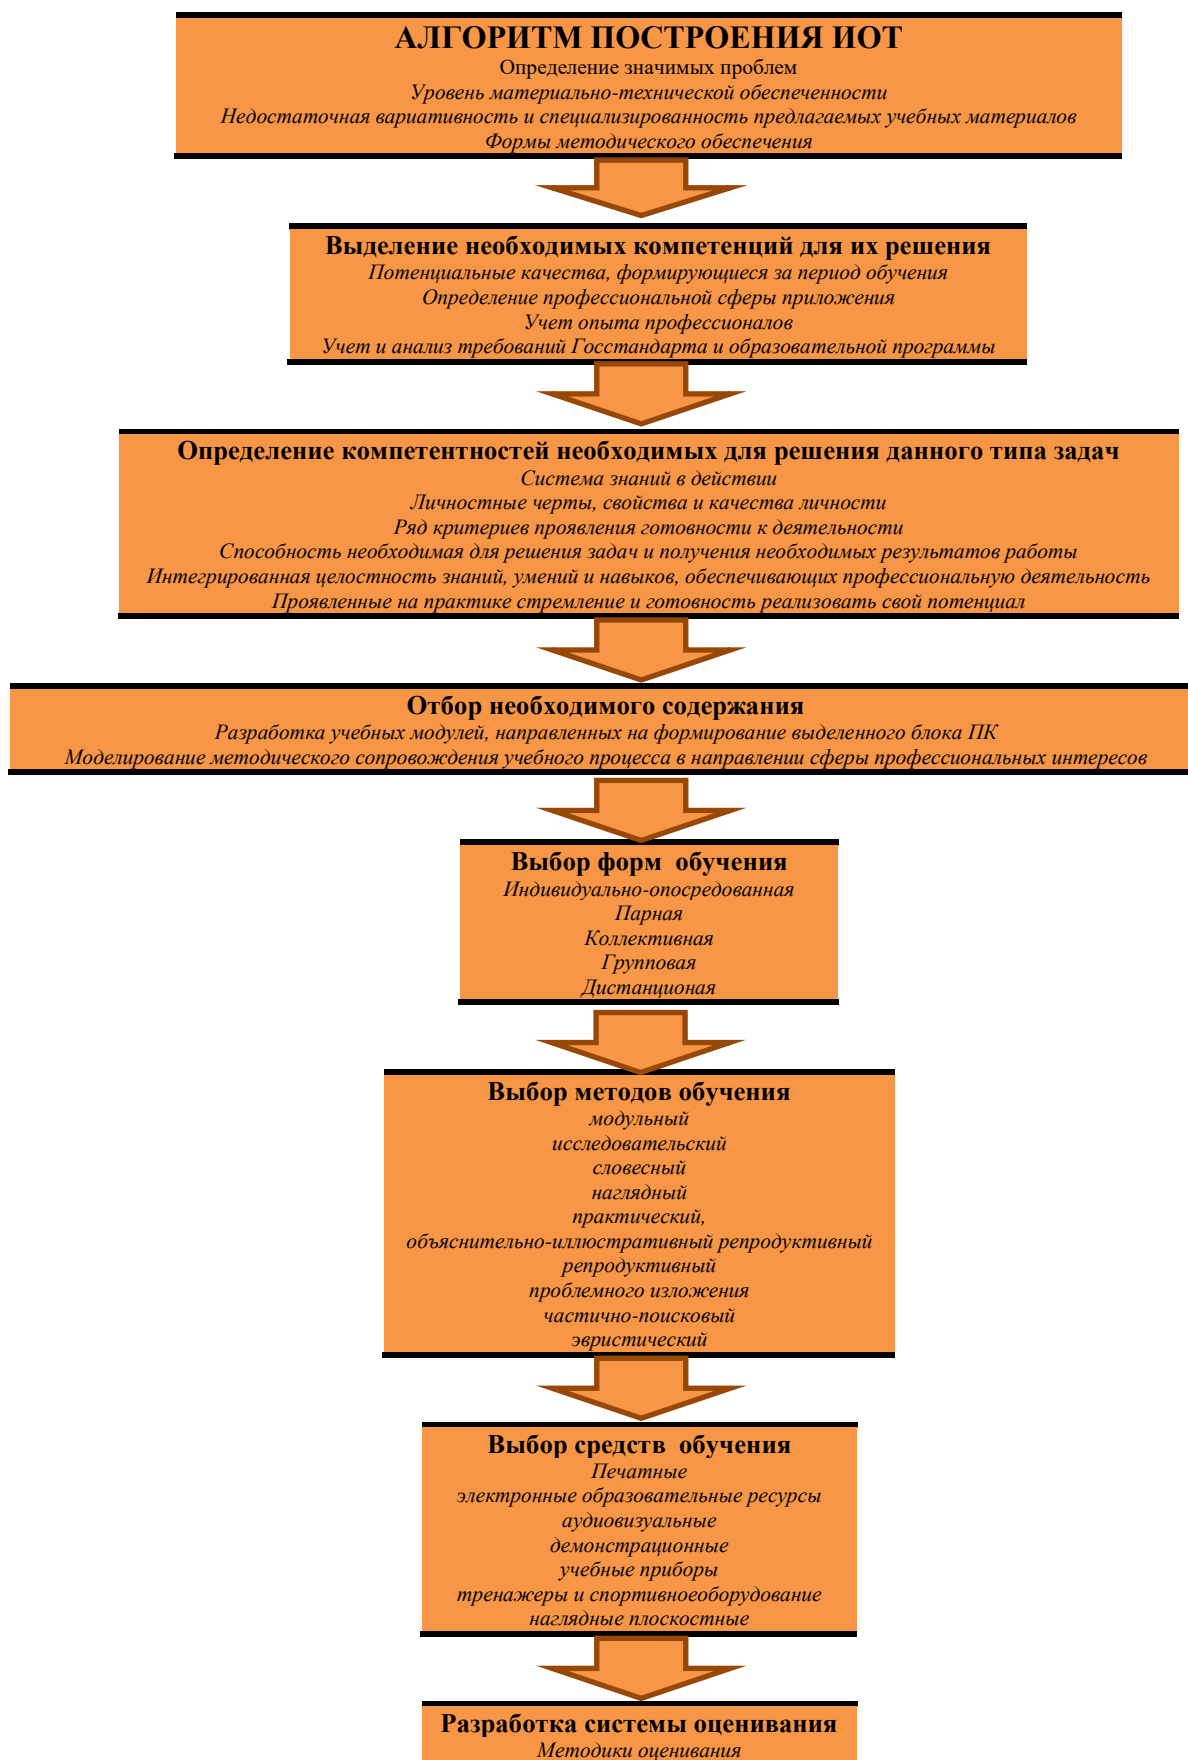 АЛГОРИТМ ПОСТРОЕНИЯ ИОТ
Определение значимых проблем
Уровень материально-технической обеспеченности
Недостаточная вариативность и специализированность предлагаемых учебных материалов
Формы методического обеспечения
Выделение необходимых компетенций для их решения
Потенциальные качества, формирующиеся за период обучения
Определение профессиональной сферы приложения
Учет опыта профессионалов
Учет и анализ требований Госстандарта и образовательной программы
Определение компетентностей необходимых для решения данного типа задач
Система знаний в действии
Личностные черты, свойства и качества личности
Ряд критериев проявления готовности к деятельности
Способность необходимая для решения задач и получения необходимых результатов работы
Интегрированная целостность знаний, умений и навыков, обеспечивающих профессиональную деятельность
Проявленные на практике стремление и готовность реализовать свой потенциал
Отбор необходимого содержания
Разработка учебных модулей, направленных на формирование выделенного блока ПК
Моделирование методического сопровождения учебного процесса в направлении сферы профессиональных интересов
Выбор форм обучения
Индивидуально-опосредованная
Парная
Коллективная
Групповая
Дистанционая
Выбор методов обучения
модульный
исследовательский
словесный
наглядный
практический,
объяснительно-иллюстративный репродуктивный
репродуктивный
проблемного изложения
частично-поисковый
эвристический
Выбор средств обучения
Печатные
электронные образовательные ресурсы
аудиовизуальные
демонстрационные
учебные приборы
тренажеры и спортивноеоборудование
наглядные плоскостные
Разработка системы оценивания
Методики оценивания